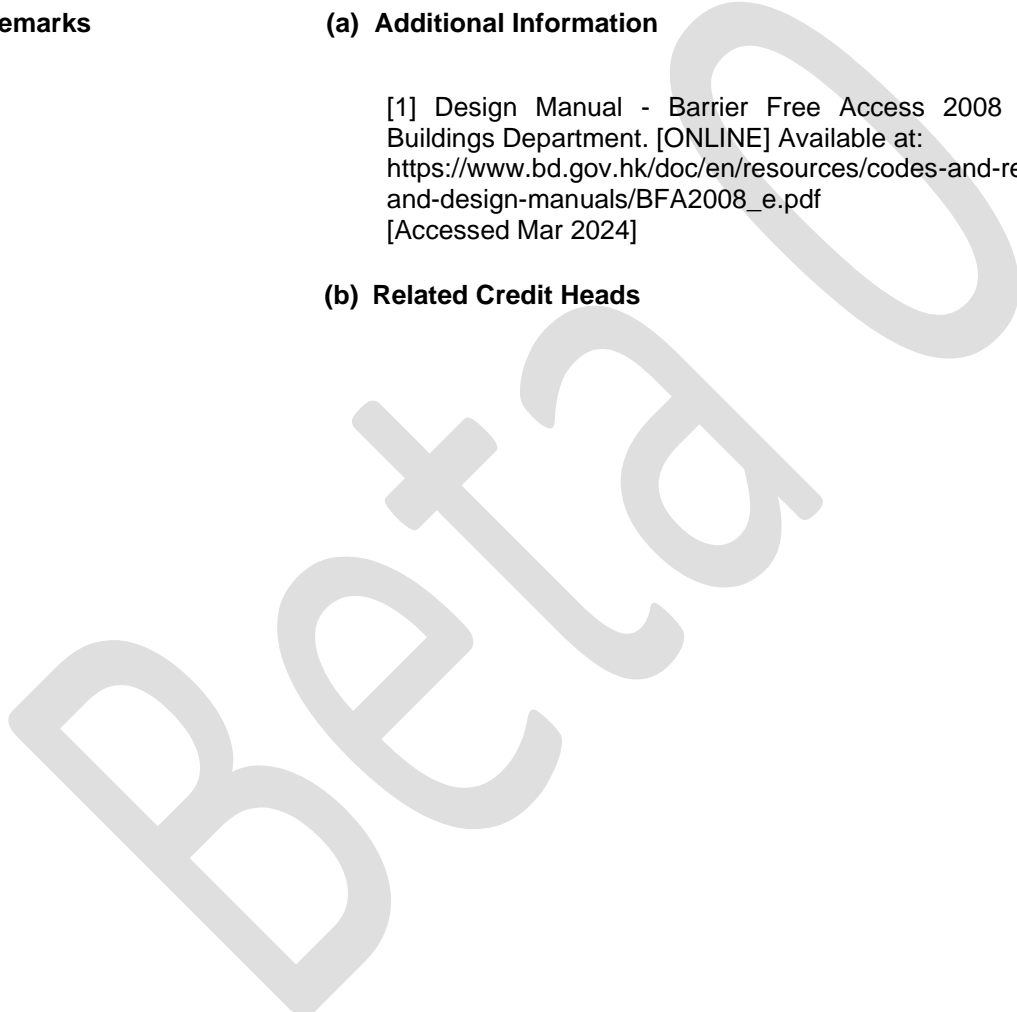 emarks
(a) Additional Information
[1] Design Manual - Barrier Free Access 2008
Buildings Department. [ONLINE] Available at:
https://www.bd.gov.hk/doc/en/resources/codes-and-re
and-design-manuals/BFA2008_e.pdf
[Accessed Mar 2024]
(b) Related Credit Heads
Beta 0